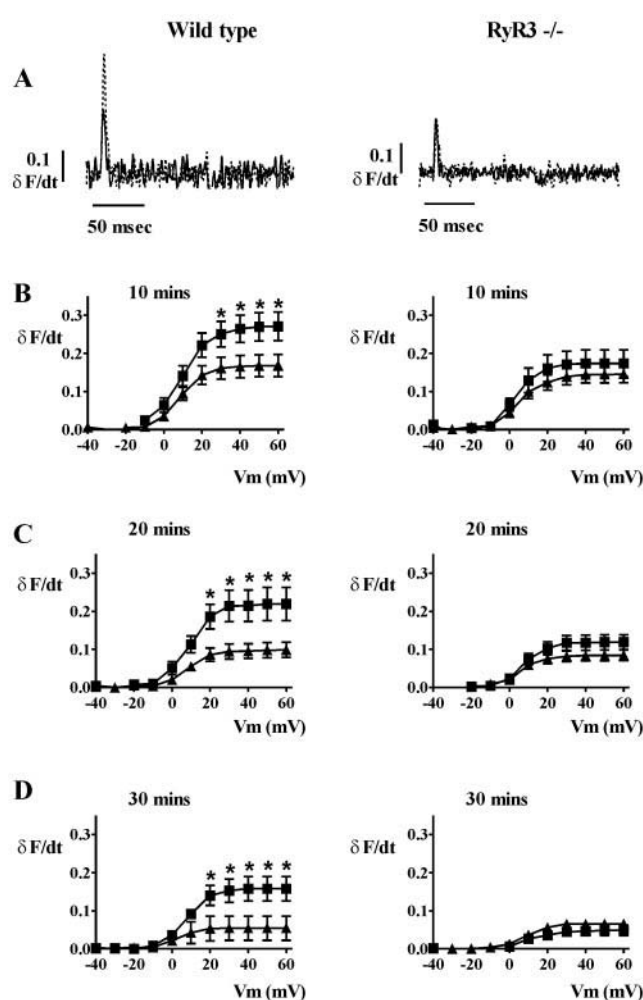 Wild type RyR3 -/-
A
0.1 0.1
δ F/dt δ F/dt
50 msec 50 msec
B 10 mins 10 mins
* * * *
δ F/dt δ F/dt
0.3 0.3
0.2 0.2
0.1 0.1
0.0 0.0
-40 -20 0 20 40 60 -40 -20 0 20 40 60
Vm (mV) Vm (mV)
C 20 mins 20 mins
* * * * *
δ F/dt δ F/dt
0.3 0.3
0.2 0.2
0.1 0.1
0.0 0.0
-40 -20 0 20 40 60 -40 -20 0 20 40 60
Vm (mV) Vm (mV)
D 30 mins 30 mins
* * * * *
δ F/dt δ F/dt
0.3 0.3
0.2 0.2
0.1 0.1
0.0 0.0
-40 -20 0 20 40 60 -40 -20 0 20 40 60
Vm (mV) Vm (mV)